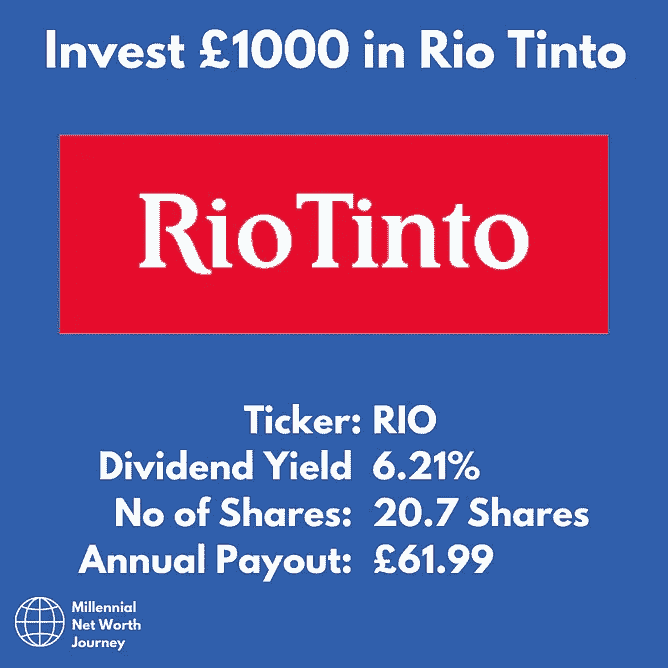 Invest £1000 in Rio Tinto
RioTinto
Ticker: RIO
Dividend Yield 6.21%
No of Shares: 20.7 Shares
Annual Payout: £61.99
Millennial
Net Worth
Journey